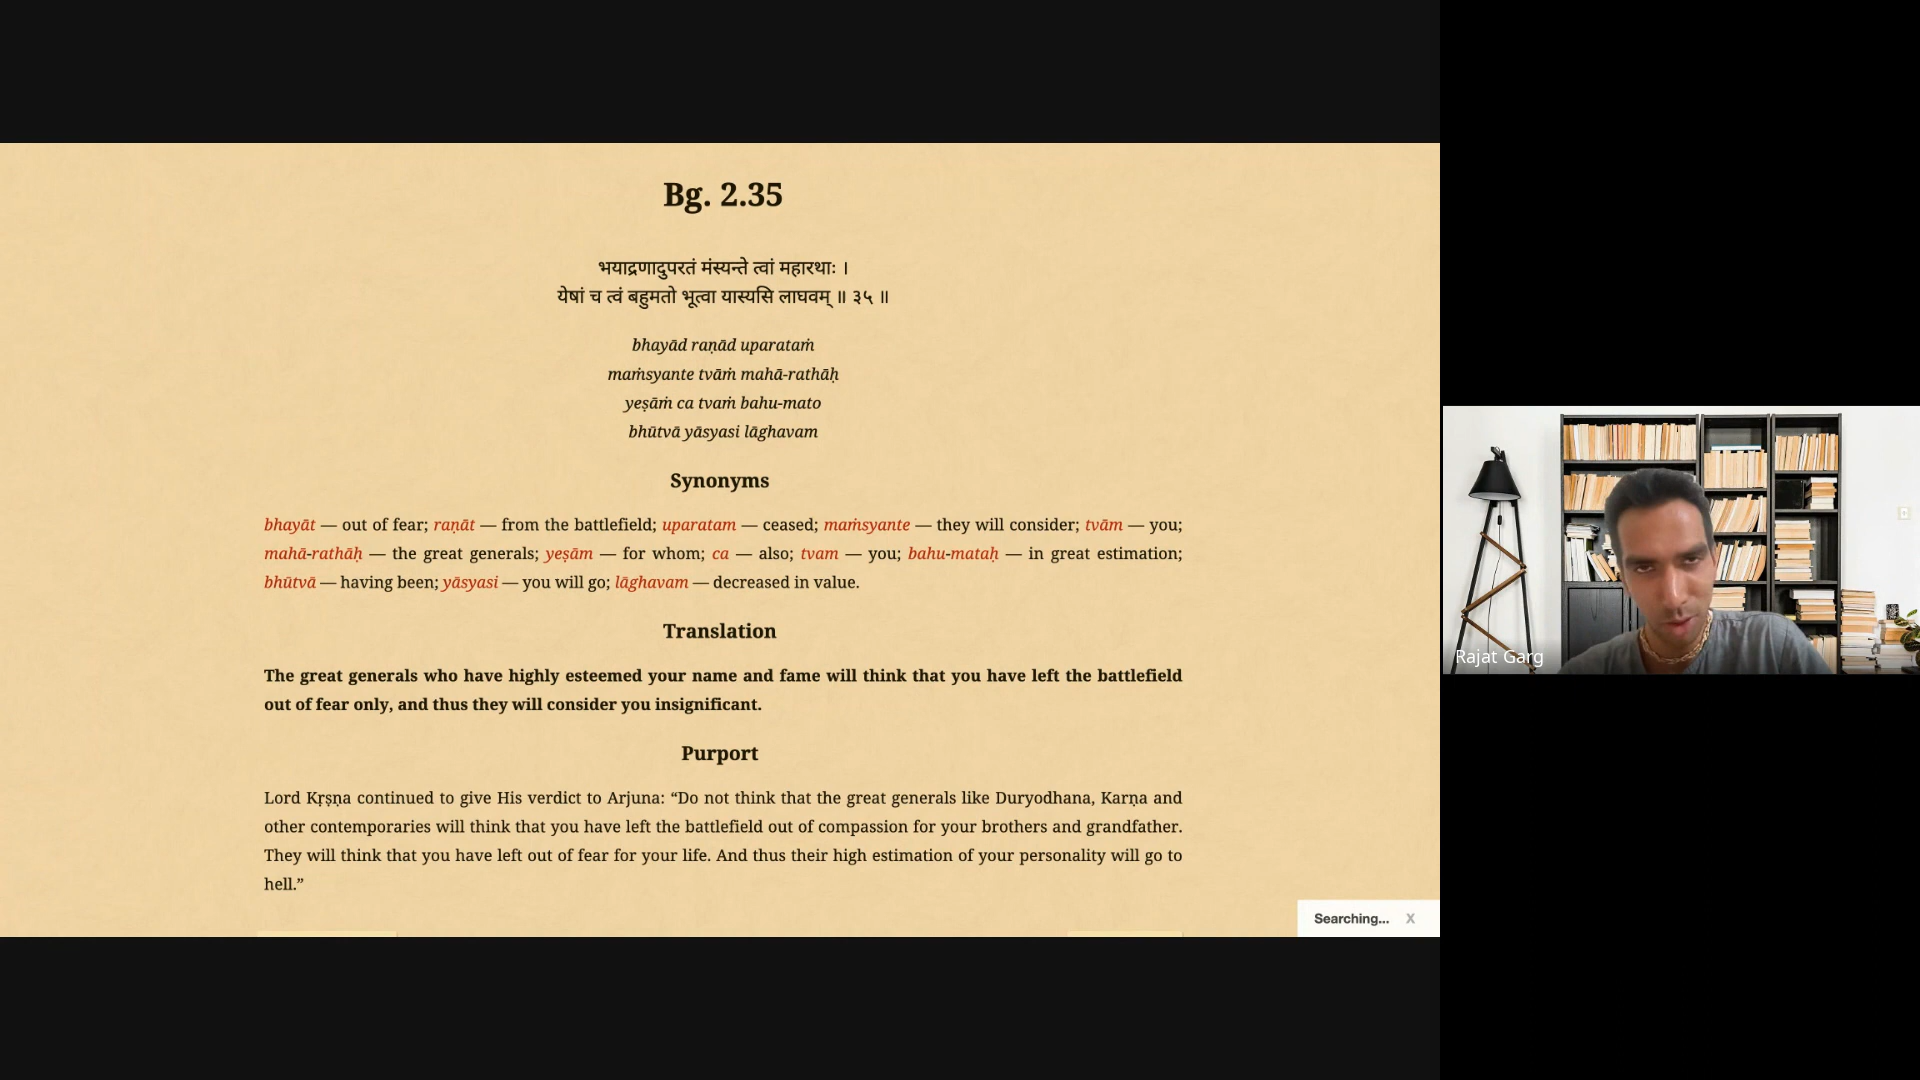 Bg. 2.35
भयाद्रणादुपरतं मंस्यन्ते त्वां महारथाः ।
येषां च त्वं बहुमतो भूत्वा यास्यसि लाघवम् ॥ ३५ ॥
bhayād raṇād uparataṁ
maṁsyante tvāṁ mahā-rathāḥ
yeṣāṁ ca tvaṁ bahu-mato
bhūtvā yāsyasi lāghavam
Synonyms
bhayāt — out of fear; raṇāt — from the battlefield; uparatam — ceased; maṁsyante — they will consider; tvām — you;
mahā-rathāḥ — the great generals; yeṣām — for whom; ca — also; tvam — you; bahu-mataḥ — in great estimation;
bhūtvā — having been; yāsyasi — you will go; lāghavam — decreased in value.
Translation
The great generals who have highly esteemed your name and fame will think that you have left the battlefield
out of fear only, and thus they will consider you insignificant.
Purport
Lord Kṛṣṇa continued to give His verdict to Arjuna: “Do not think that the great generals like Duryodhana, Karṇa and
other contemporaries will think that you have left the battlefield out of compassion for your brothers and grandfather.
They will think that you have left out of fear for your life. And thus their high estimation of your personality will go to
hell.”
Searching... X
Rajat Garg